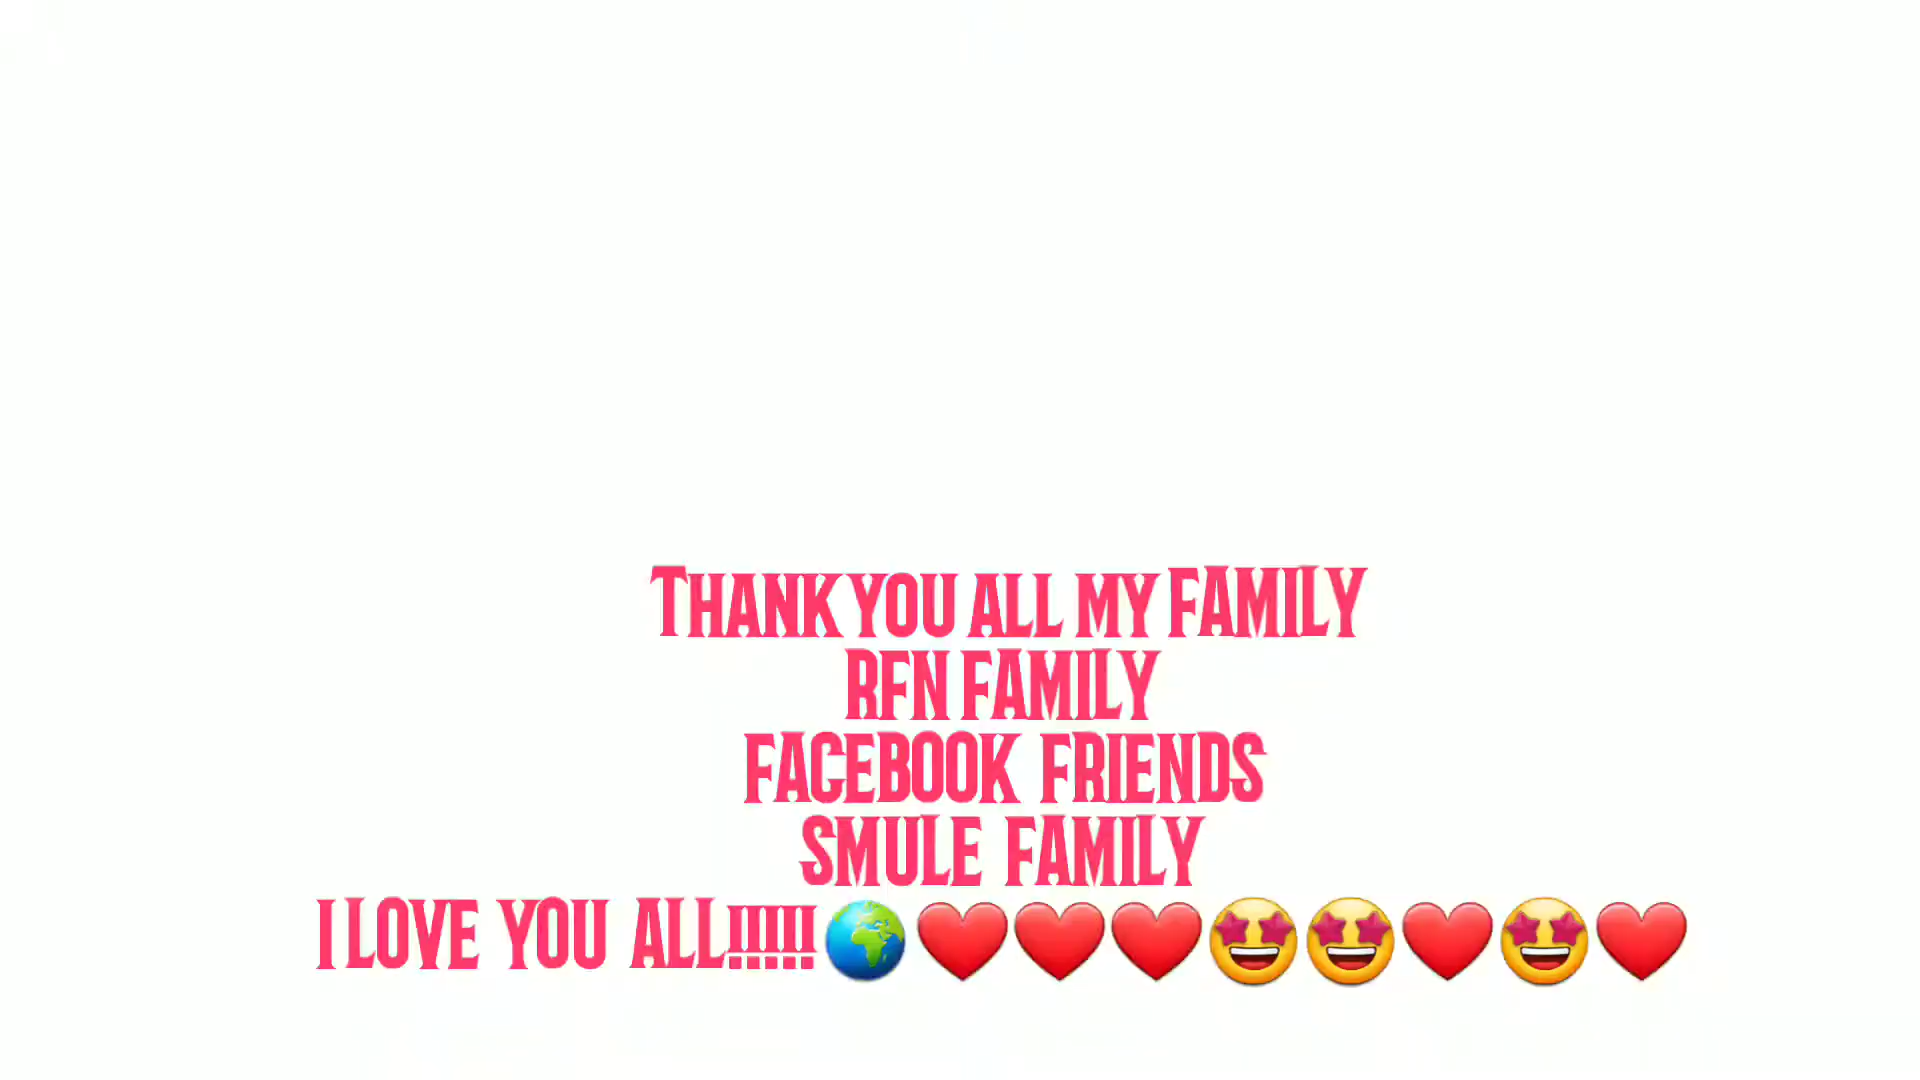 THANK YOU ALL MY FAMILY
RFN FAMILY
FACEBOOK FRIENDS
SMULE FAMILY
I LOVE YOU ALL!!!!!🌍❤️❤️❤️🤩🤩❤️🤩❤️